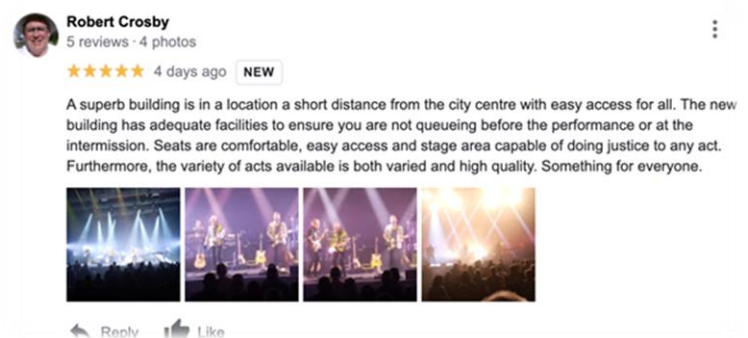 Robert Crosby
5 reviews · 4 photos
★★★★★ 4 days ago NEW
A superb building is in a location a short distance from the city centre with easy access for all. The new
building has adequate facilities to ensure you are not queueing before the performance or at the
intermission. Seats are comfortable, easy access and stage area capable of doing justice to any act.
Furthermore, the variety of acts available is both varied and high quality. Something for everyone.
Reply Like